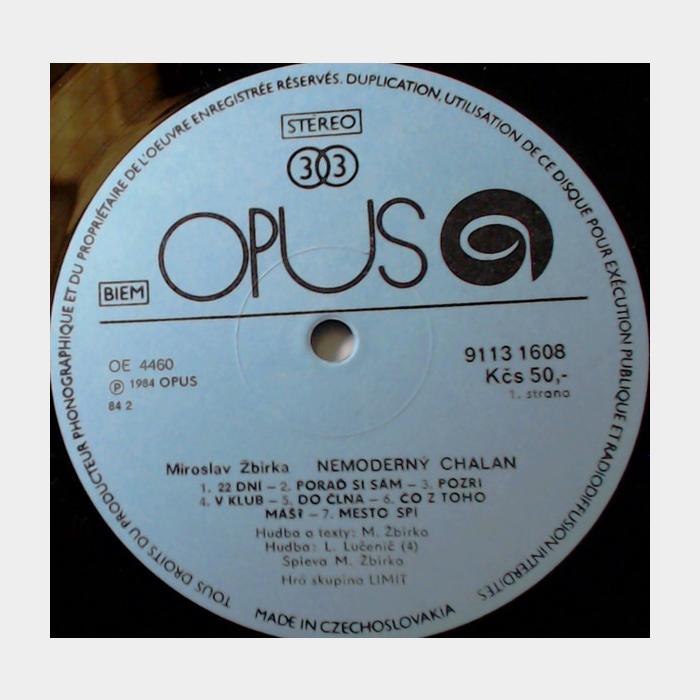 TOUS DROITS DU PRODUCTEUR PHONOGRAPHIQUE ET DU PROPRIÉTAIRE DE L'OEUVRE ENREGISTRÉE RÉSERVÉS. DUPLICATION, UTILISATION DE CE DISQUE POUR EXÉCUTION PUBLIQUE ET RADIODIFFUSION INTERDITES
STEREO
33
OPUS
BIEM
OE 4460
Ⓟ 1984 OPUS
84 2
9113 1608
Kčs 50,-
1. strana
Miroslav Žbirka NEMODERNÝ CHALAN
1. 22 DNÍ – 2. PORAĎ SI SÁM – 3. POZRI
4. V KLUB – 5. DO ČLNA – 6. ČO Z TOHO
MÁŠ? – 7. MESTO SPÍ
Hudba a texty: M. Žbirka
Hudba: L. Lučenič (4)
Spieva M. Žbirka
Hrá skupina LIMIT
MADE IN CZECHOSLOVAKIA